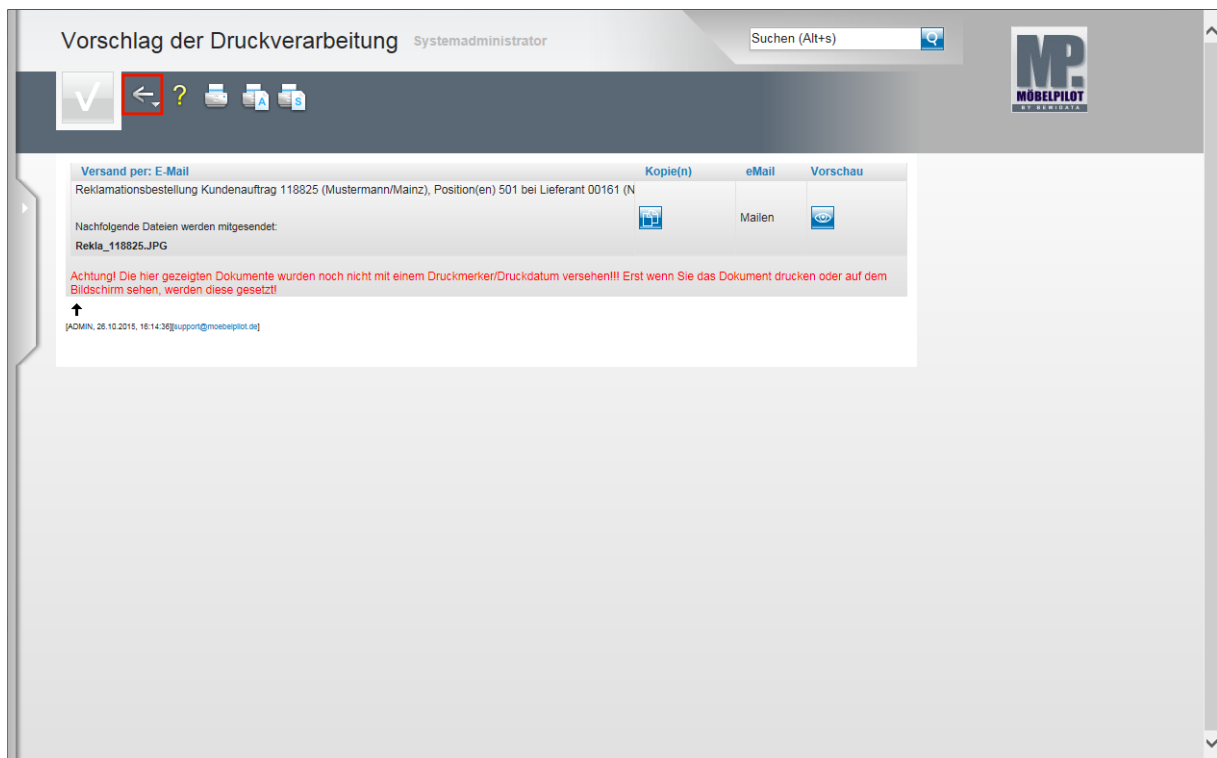 Vorschlag der Druckverarbeitung Systemadministrator
Suchen (Alt+s)
MP.
MÖBELPILOT
BY BEWIDATA
?
A
S
Versand per: E-Mail Kopie(n) eMail Vorschau
Reklamationsbestellung Kundenauftrag 118825 (Mustermann/Mainz), Position(en) 501 bei Lieferant 00161 (N
Mailen
Nachfolgende Dateien werden mitgesendet:
Rekla_118825.JPG
Achtung! Die hier gezeigten Dokumente wurden noch nicht mit einem Druckmerker/Druckdatum versehen!!! Erst wenn Sie das Dokument drucken oder auf dem
Bildschirm sehen, werden diese gesetzt!
[ADMIN, 26.10.2015, 16:14:36][support@moebelpilot.de]